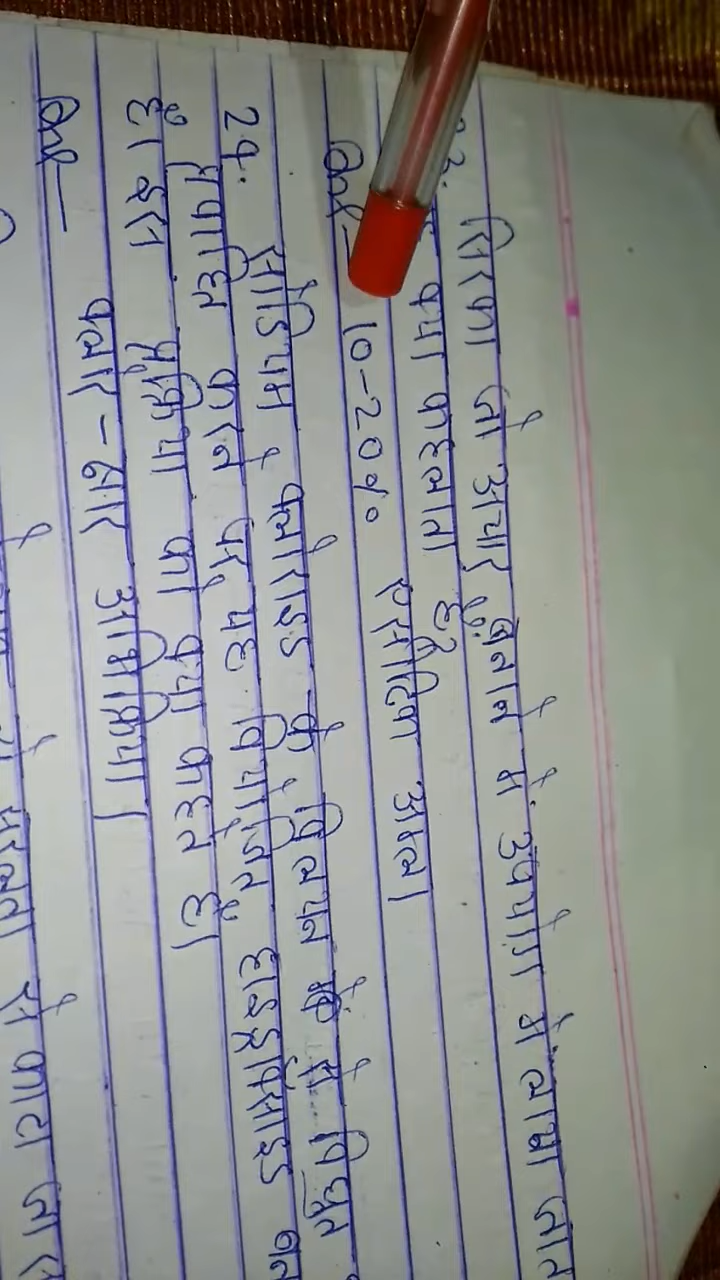 23. सिरका जो अचार बनाने में उपयोग में लाया जात
क्या कहलाता है?
Ans— 10-20% एसीटिक अम्ल।
24. सोडियम क्लोराइड के विलयन से विधुत
प्रवाहित करने पर यह वियोजित हाइड्रॉक्साइड बन
है। इस प्रक्रिया को क्या कहते है।
Ans— क्लोर-क्षार अभिक्रिया।
से काटा जा